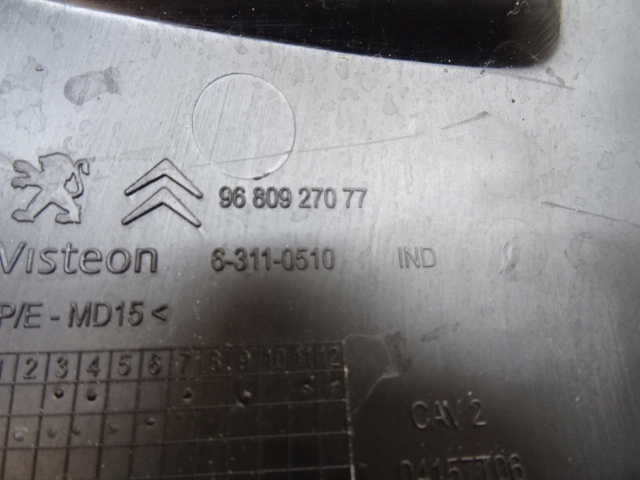 96 809 270 77
Visteon 6-311-0510 IND
P/E - MD15 <
1 2 3 4 5 6 7 8 9 10 11 12
CAV 2